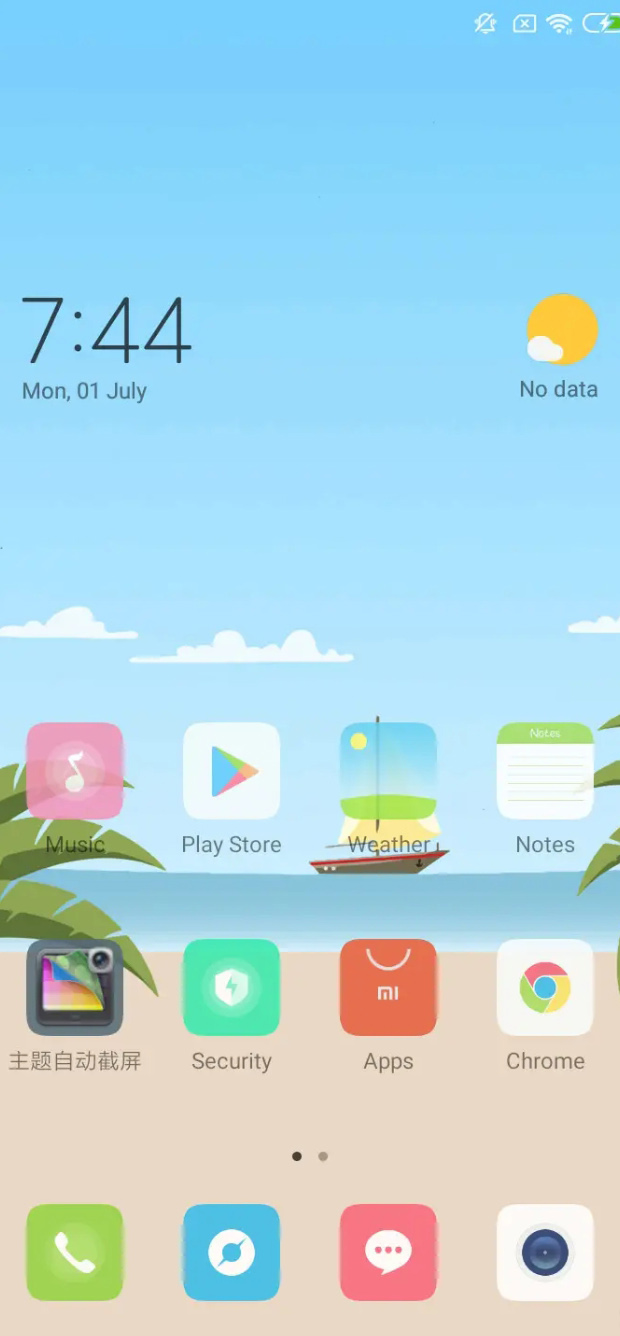 7:44
Mon, 01 July
No data
Notes
Music
Play Store
Weather
Notes
mi
主题自动截屏
Security
Apps
Chrome